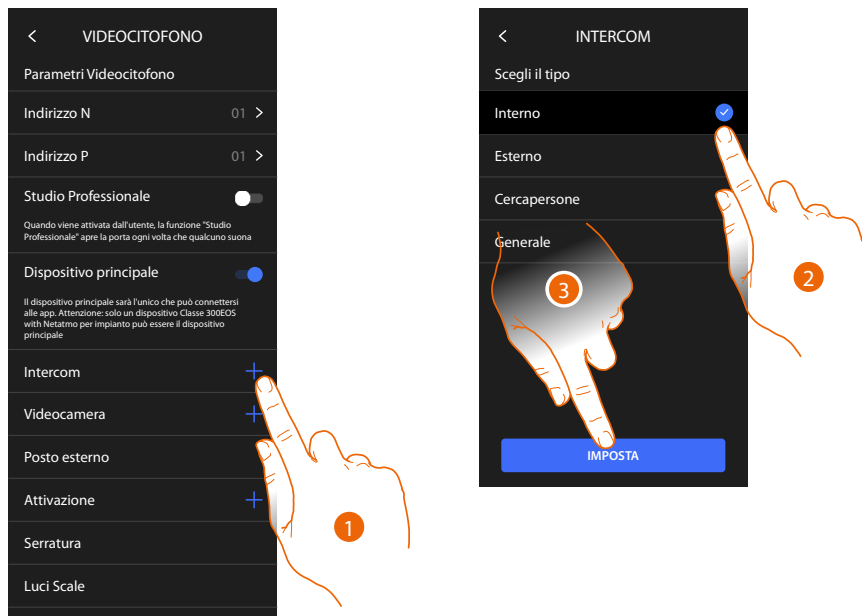 VIDEOCITOFONO
Parametri Videocitofono
Indirizzo N 01
Indirizzo P 01
Studio Professionale
Quando viene attivata dall'utente, la funzione "Studio
Professionale" apre la porta ogni volta che qualcuno suona
Dispositivo principale
Il dispositivo principale sarà l'unico che può connettersi
alle app. Attenzione: solo un dispositivo Classe 300EOS
with Netatmo per impianto può essere il dispositivo
principale
Intercom
Videocamera
Posto esterno
Attivazione
Serratura
Luci Scale
1
INTERCOM
Scegli il tipo
Interno
Esterno
Cercapersone
Generale
2
3
IMPOSTA